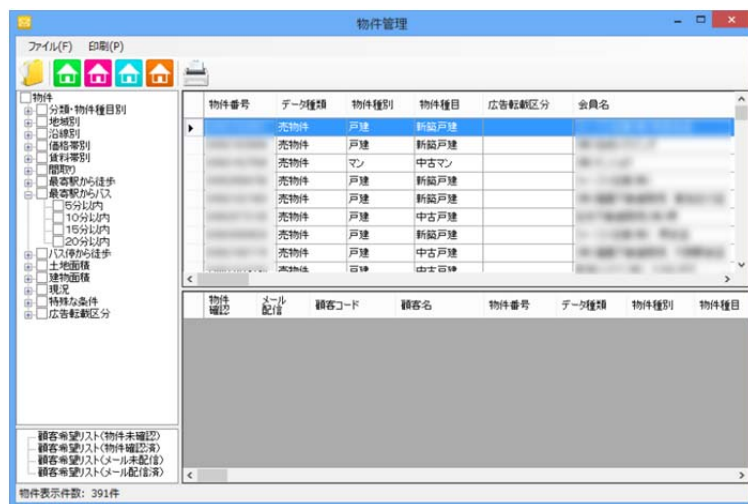 物件管理
ファイル(F) 印刷(P)
物件
分類・物件種目別
地域別
沿線別
価格帯別
賃料帯別
間取り
最寄駅から徒歩
最寄駅からバス
5分以内
10分以内
15分以内
20分以内
バス停から徒歩
土地面積
建物面積
現況
特殊な条件
広告転載区分
顧客希望リスト(物件未確認)
顧客希望リスト(物件確認済)
顧客希望リスト(メール未配信)
顧客希望リスト(メール配信済)
物件番号 データ種類 物件種別 物件種目 広告転載区分 会員名
売物件 戸建 新築戸建
売物件 戸建 新築戸建
売物件 マン 中古マン
売物件 戸建 新築戸建
売物件 戸建 新築戸建
売物件 戸建 中古戸建
売物件 戸建 新築戸建
売物件 戸建 中古戸建
売物件 戸建 中古戸建
物件確認 メール配信 顧客コード 顧客名 物件番号 データ種類 物件種別 物件種目
物件表示件数: 391件